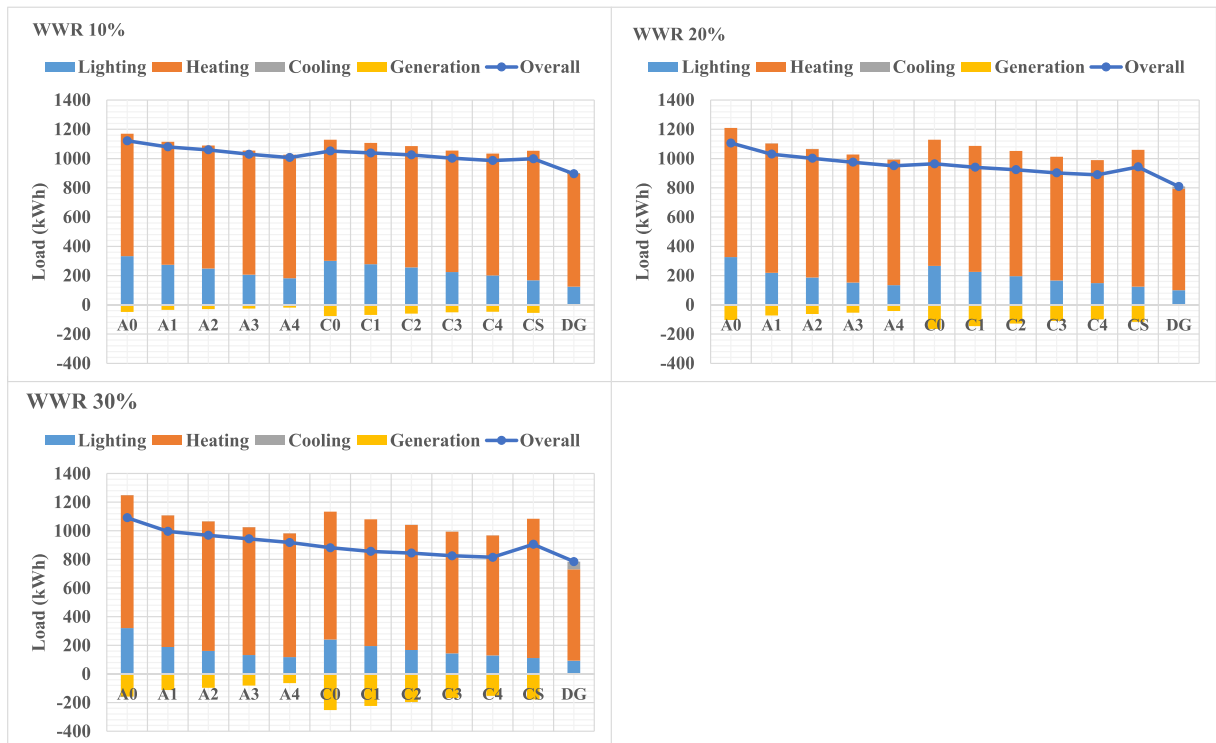 WWR 10%
Lighting Heating Cooling Generation Overall
1400
1200
1000
800
600
400
200
0
-200
-400
Load (kWh)
A0 A1 A2 A3 A4 C0 C1 C2 C3 C4 CS DG
WWR 20%
Lighting Heating Cooling Generation Overall
1400
1200
1000
800
600
400
200
0
-200
-400
Load (kWh)
A0 A1 A2 A3 A4 C0 C1 C2 C3 C4 CS DG
WWR 30%
Lighting Heating Cooling Generation Overall
1400
1200
1000
800
600
400
200
0
-200
-400
Load (kWh)
A0 A1 A2 A3 A4 C0 C1 C2 C3 C4 CS DG